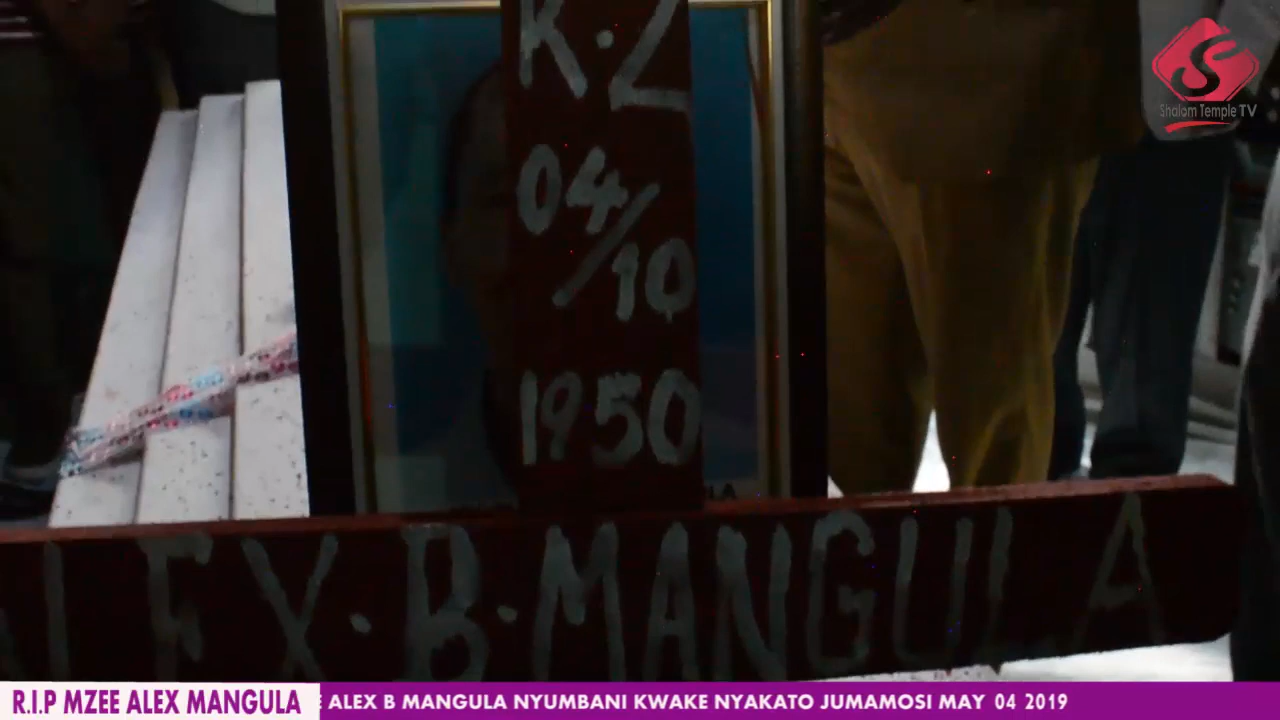 Shalom Temple TV
K.Z
04/10
1950
ALEX.B.MANGULA
R.I.P MZEE ALEX MANGULA
ALEX B MANGULA NYUMBANI KWAKE NYAKATO JUMAMOSI MAY 04 2019